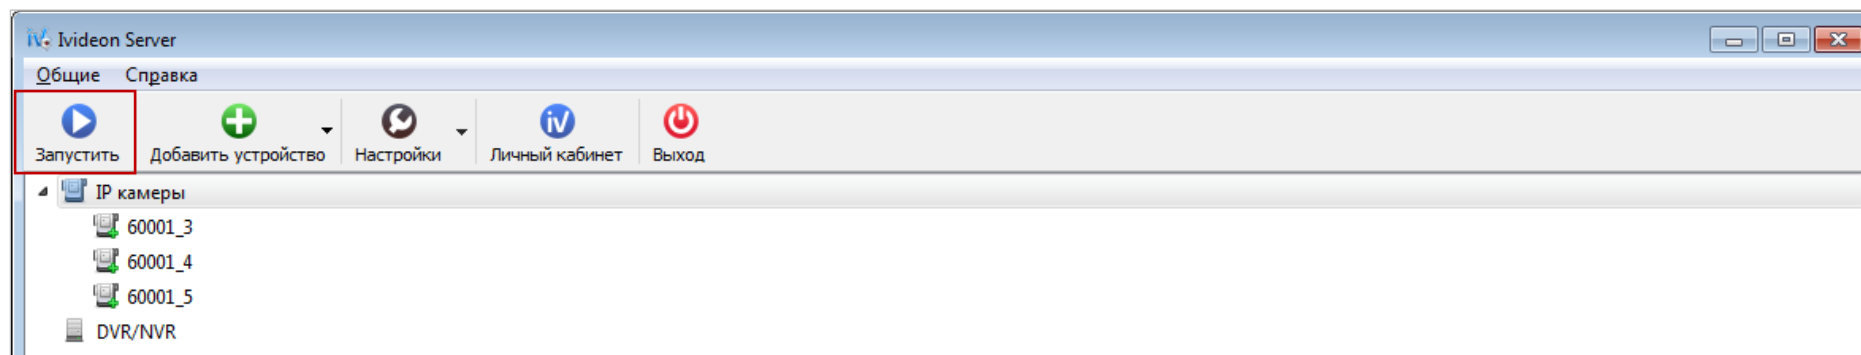 Ivideon Server
Общие Справка
Запустить Добавить устройство Настройки Личный кабинет Выход
IP камеры
60001_3
60001_4
60001_5
DVR/NVR